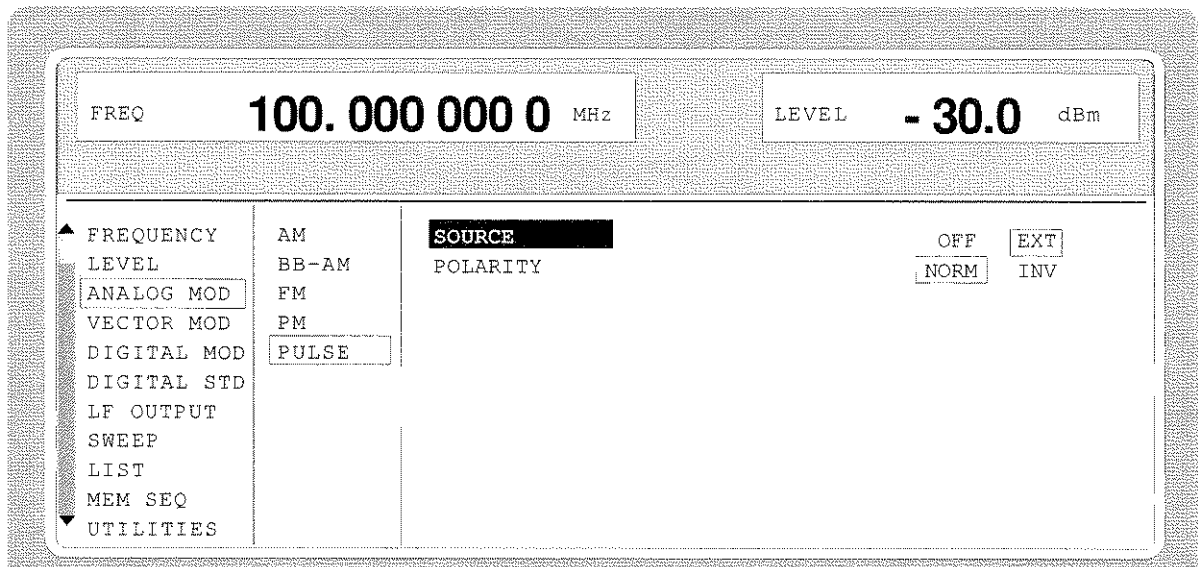 FREQ 100. 000 000 0 MHz LEVEL - 30.0 dBm
FREQUENCY AM SOURCE OFF EXT
LEVEL BB-AM POLARITY NORM INV
ANALOG MOD FM
VECTOR MOD PM
DIGITAL MOD PULSE
DIGITAL STD
LF OUTPUT
SWEEP
LIST
MEM SEQ
UTILITIES